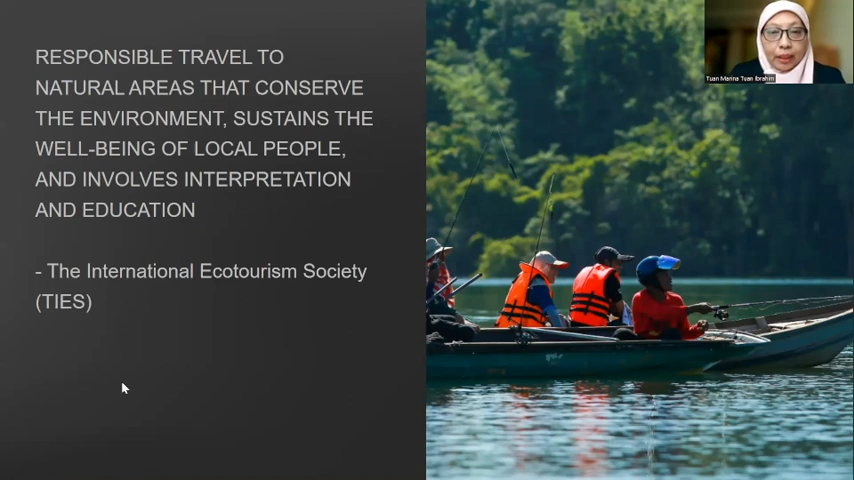 RESPONSIBLE TRAVEL TO
NATURAL AREAS THAT CONSERVE
THE ENVIRONMENT, SUSTAINS THE
WELL-BEING OF LOCAL PEOPLE,
AND INVOLVES INTERPRETATION
AND EDUCATION
- The International Ecotourism Society
(TIES)
Tuan Marina Tuan Ibrahim